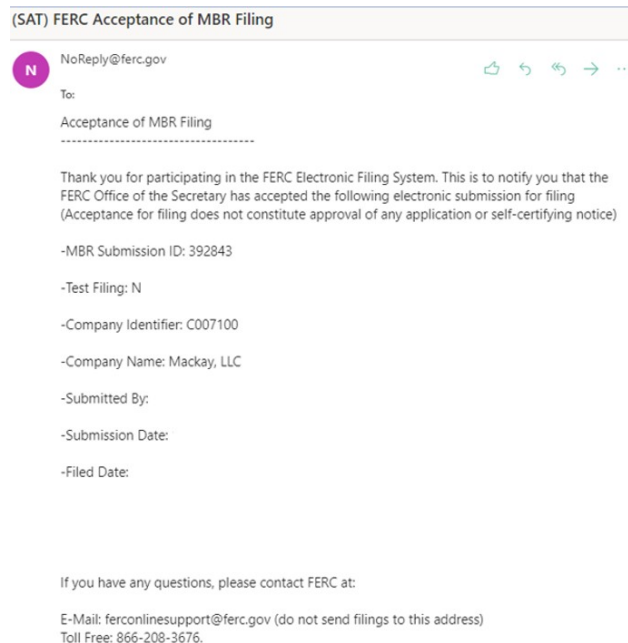 (SAT) FERC Acceptance of MBR Filing
N
NoReply@ferc.gov
To:
Acceptance of MBR Filing
------------------------------------
Thank you for participating in the FERC Electronic Filing System. This is to notify you that the
FERC Office of the Secretary has accepted the following electronic submission for filing
(Acceptance for filing does not constitute approval of any application or self-certifying notice)
-MBR Submission ID: 392843
-Test Filing: N
-Company Identifier: C007100
-Company Name: Mackay, LLC
-Submitted By:
-Submission Date:
-Filed Date:
If you have any questions, please contact FERC at:
E-Mail: ferconlinesupport@ferc.gov (do not send filings to this address)
Toll Free: 866-208-3676.